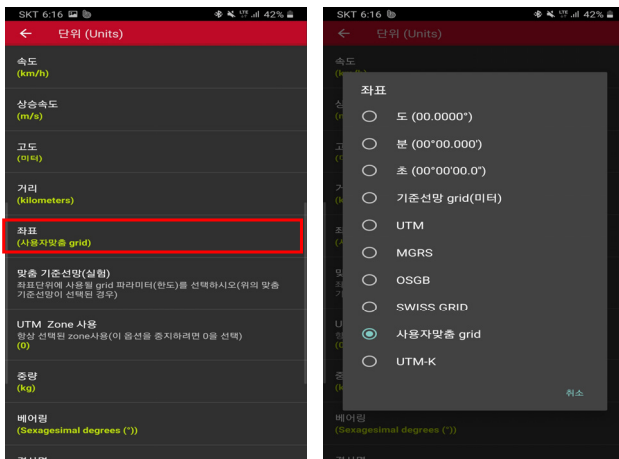 SKT 6:16
42%
단위 (Units)
속도
(km/h)
상승속도
(m/s)
고도
(미터)
거리
(kilometers)
좌표
(사용자맞춤 grid)
맞춤 기준선망(실험)
좌표단위에 사용될 grid 파라미터(한도)를 선택하시오(위의 맞춤
기준선망이 선택된 경우)
UTM Zone 사용
항상 선택된 zone사용(이 옵션을 중지하려면 0을 선택)
(0)
중량
(kg)
베어링
(Sexagesimal degrees (°))
SKT 6:16
42%
단위 (Units)
속도
좌표
도 (00.0000°)
분 (00°00.000')
초 (00°00'00.0")
기준선망 grid(미터)
UTM
MGRS
OSGB
SWISS GRID
사용자맞춤 grid
UTM-K
취소
베어링
(Sexagesimal degrees (°))